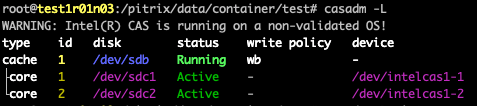 root@test1r01n03:/pitrix/data/container/test# casadm -L
WARNING: Intel(R) CAS is running on a non-validated OS!
type id disk status write policy device
cache 1 /dev/sdb Running wb -
├core 1 /dev/sdc1 Active - /dev/intelcas1-1
└core 2 /dev/sdc2 Active - /dev/intelcas1-2